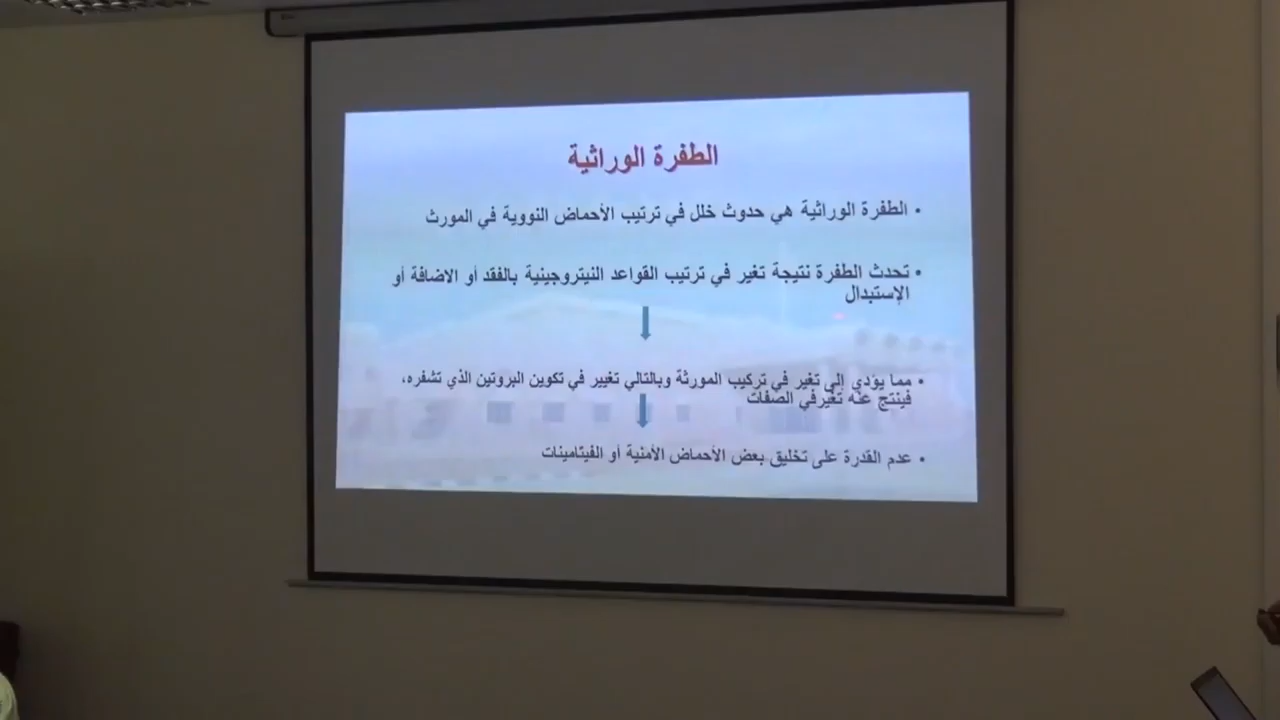 الطفرة الوراثية
• الطفرة الوراثية هي حدوث خلل في ترتيب الأحماض النووية في المورث
• تحدث الطفرة نتيجة تغير في ترتيب القواعد النيتروجينية بالفقد أو الاضافة أو
الإستبدال
• مما يؤدي إلى تغير في تركيب المورثة وبالتالي تغيير في تكوين البروتين الذي تشفره،
فينتج عنه تغيرفي الصفات
• عدم القدرة على تخليق بعض الأحماض الأمنية أو الفيتامينات